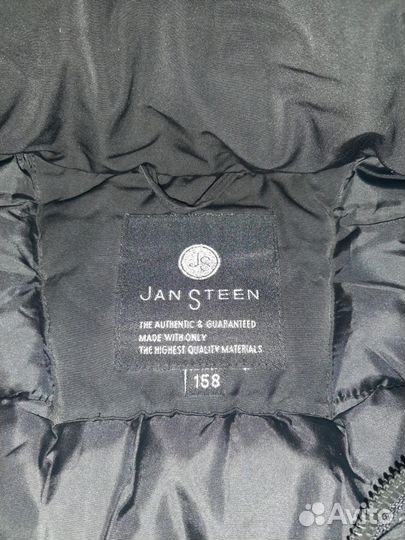 JS
JAN STEEN
THE AUTHENTIC & GUARANTEED
MADE WITH ONLY
THE HIGHEST QUALITY MATERIALS
158
Avito